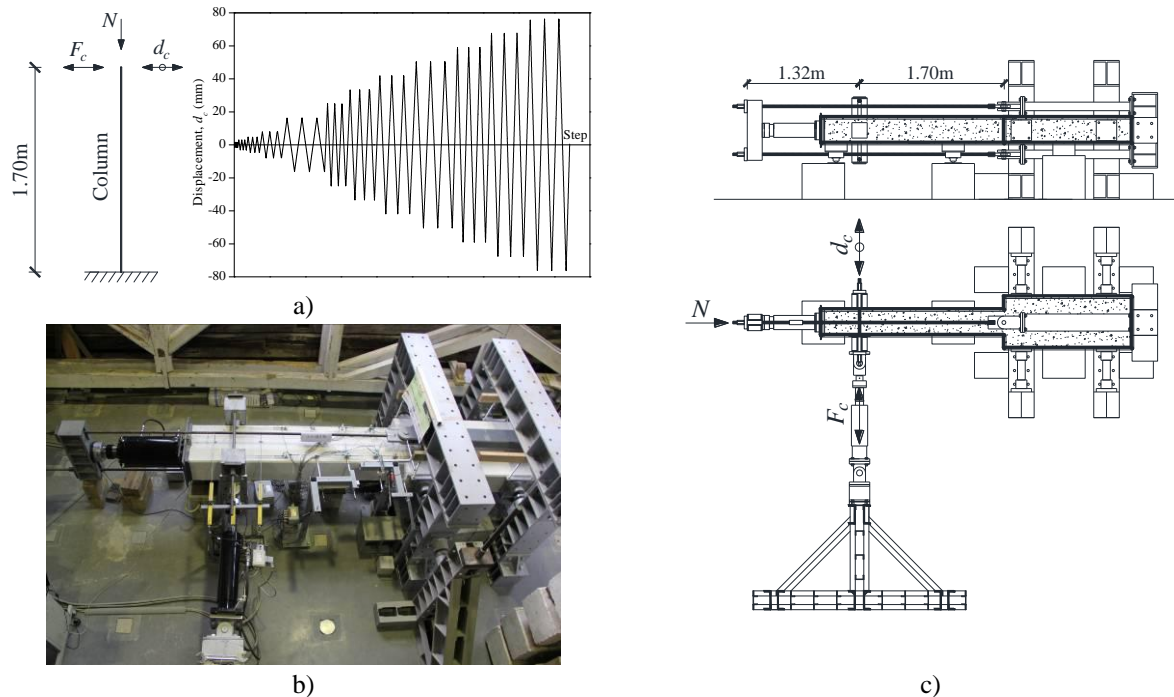 N
F_c
d_c
1.70m
Column
Displacement, d_c (mm)
80
60
40
20
0
-20
-40
-60
-80
Step
a)
b)
1.32m
1.70m
d_c
N
F_c
c)